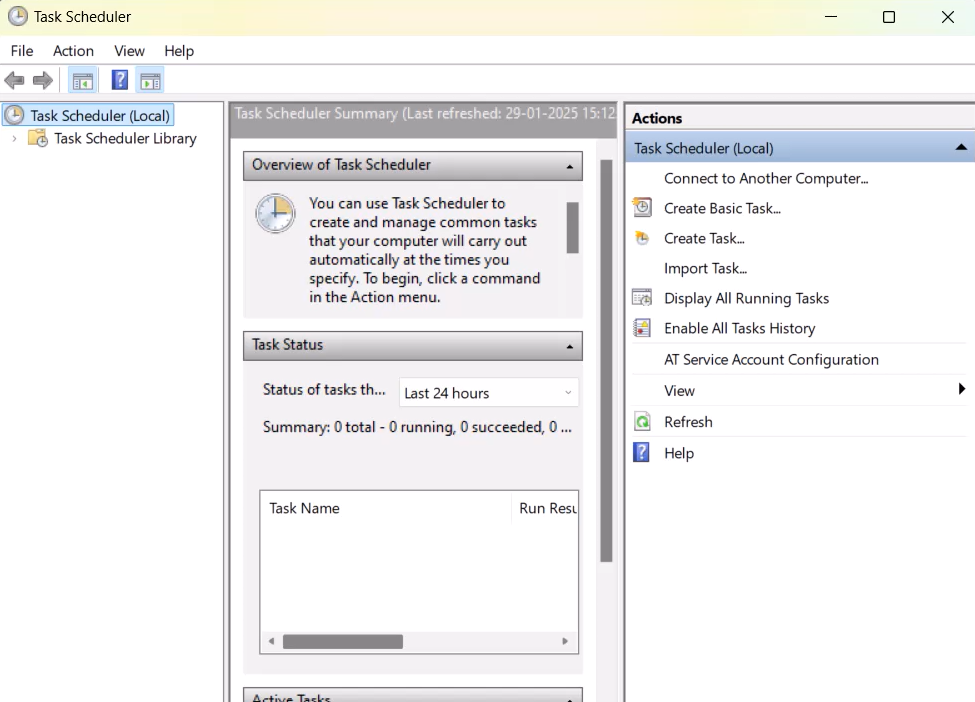 Task Scheduler
File Action View Help
Task Scheduler (Local)
Task Scheduler Library
Task Scheduler Summary (Last refreshed: 29-01-2025 15:12
Overview of Task Scheduler
You can use Task Scheduler to
create and manage common tasks
that your computer will carry out
automatically at the times you
specify. To begin, click a command
in the Action menu.
Task Status
Status of tasks th... Last 24 hours
Summary: 0 total - 0 running, 0 succeeded, 0 ...
Task Name Run Resu
Active Tasks
Actions
Task Scheduler (Local)
Connect to Another Computer...
Create Basic Task...
Create Task...
Import Task...
Display All Running Tasks
Enable All Tasks History
AT Service Account Configuration
View
Refresh
Help